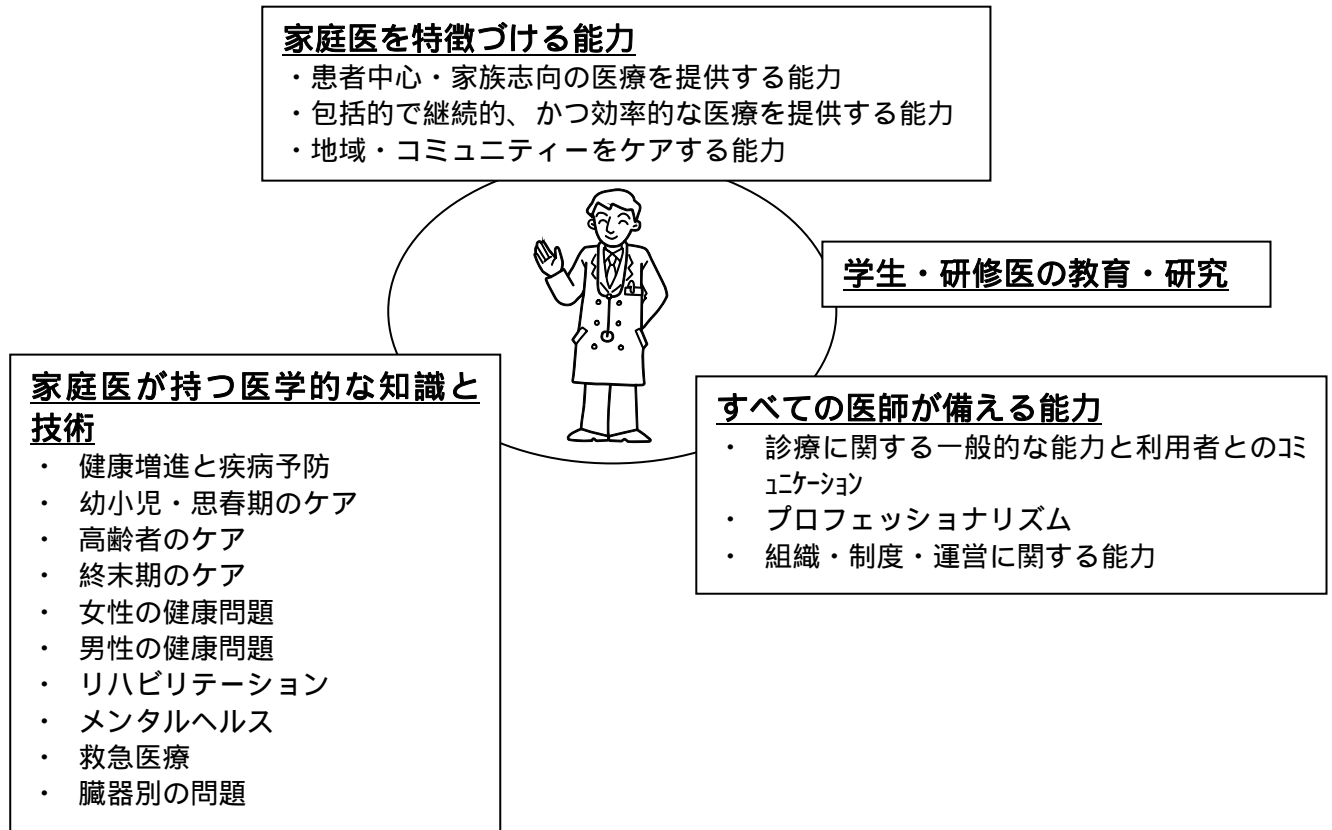 家庭医を特徴づける能力
・患者中心・家族志向の医療を提供する能力
・包括的で継続的、かつ効率的な医療を提供する能力
・地域・コミュニティーをケアする能力
学生・研修医の教育・研究
家庭医が持つ医学的な知識と
技術
・ 健康増進と疾病予防
・ 幼小児・思春期のケア
・ 高齢者のケア
・ 終末期のケア
・ 女性の健康問題
・ 男性の健康問題
・ リハビリテーション
・ メンタルヘルス
・ 救急医療
・ 臓器別の問題
すべての医師が備える能力
・ 診療に関する一般的な能力と利用者とのｺﾐ
ｭﾆｹｰｼｮﾝ
・ プロフェッショナリズム
・ 組織・制度・運営に関する能力